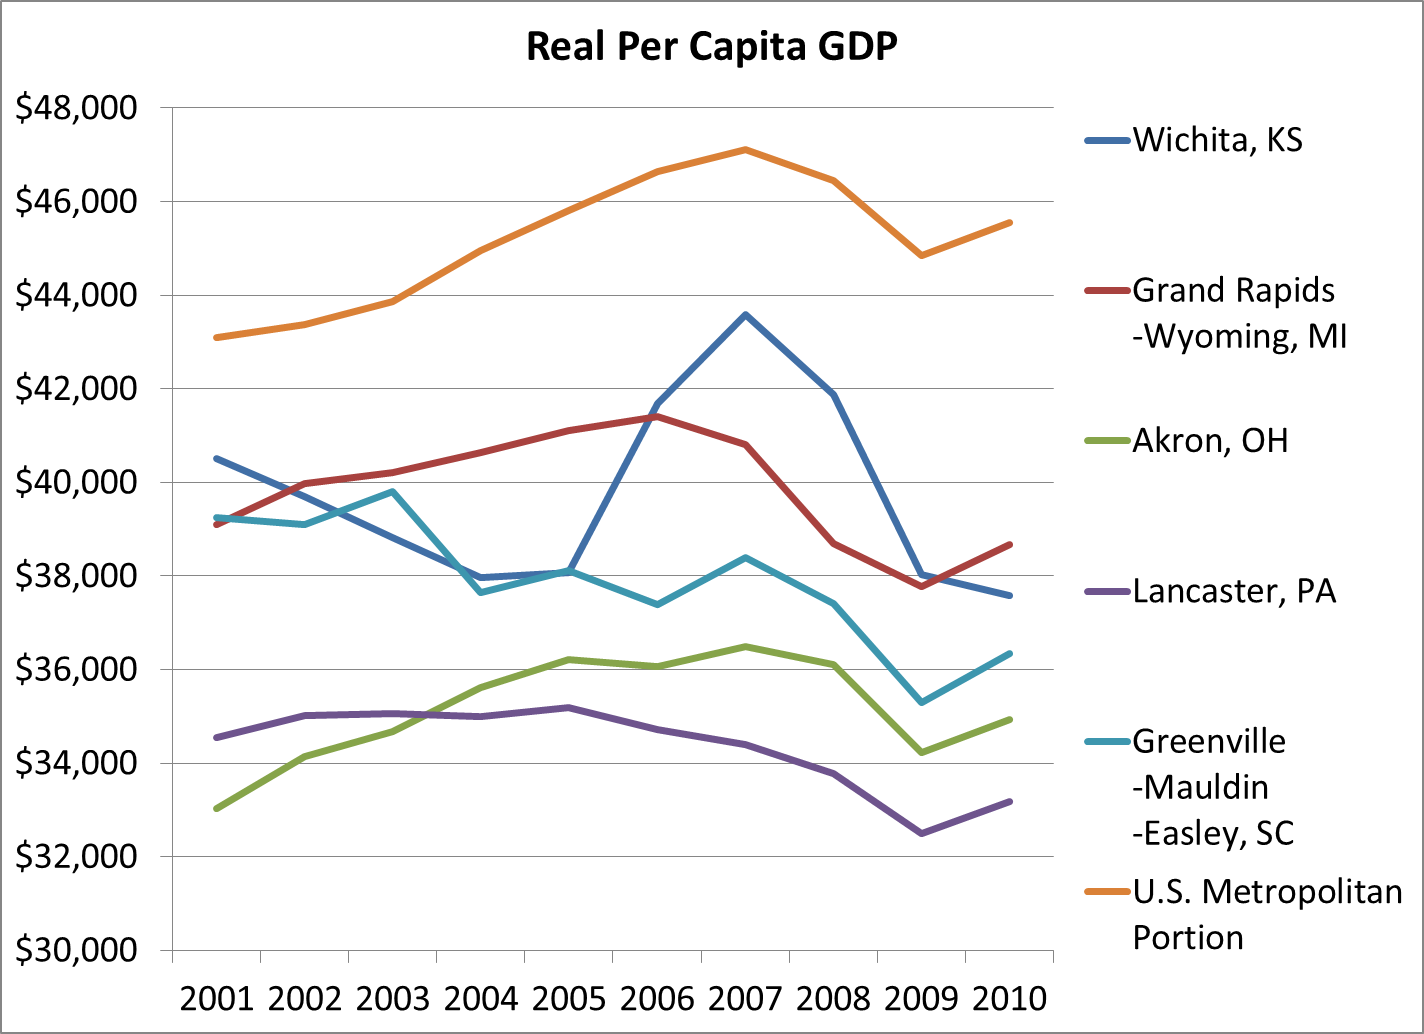 Real Per Capita GDP
$48,000
$46,000
$44,000
$42,000
$40,000
$38,000
$36,000
$34,000
$32,000
$30,000
2001 2002 2003 2004 2005 2006 2007 2008 2009 2010
Wichita, KS
Grand Rapids
-Wyoming, MI
Akron, OH
Lancaster, PA
Greenville
-Mauldin
-Easley, SC
U.S. Metropolitan
Portion